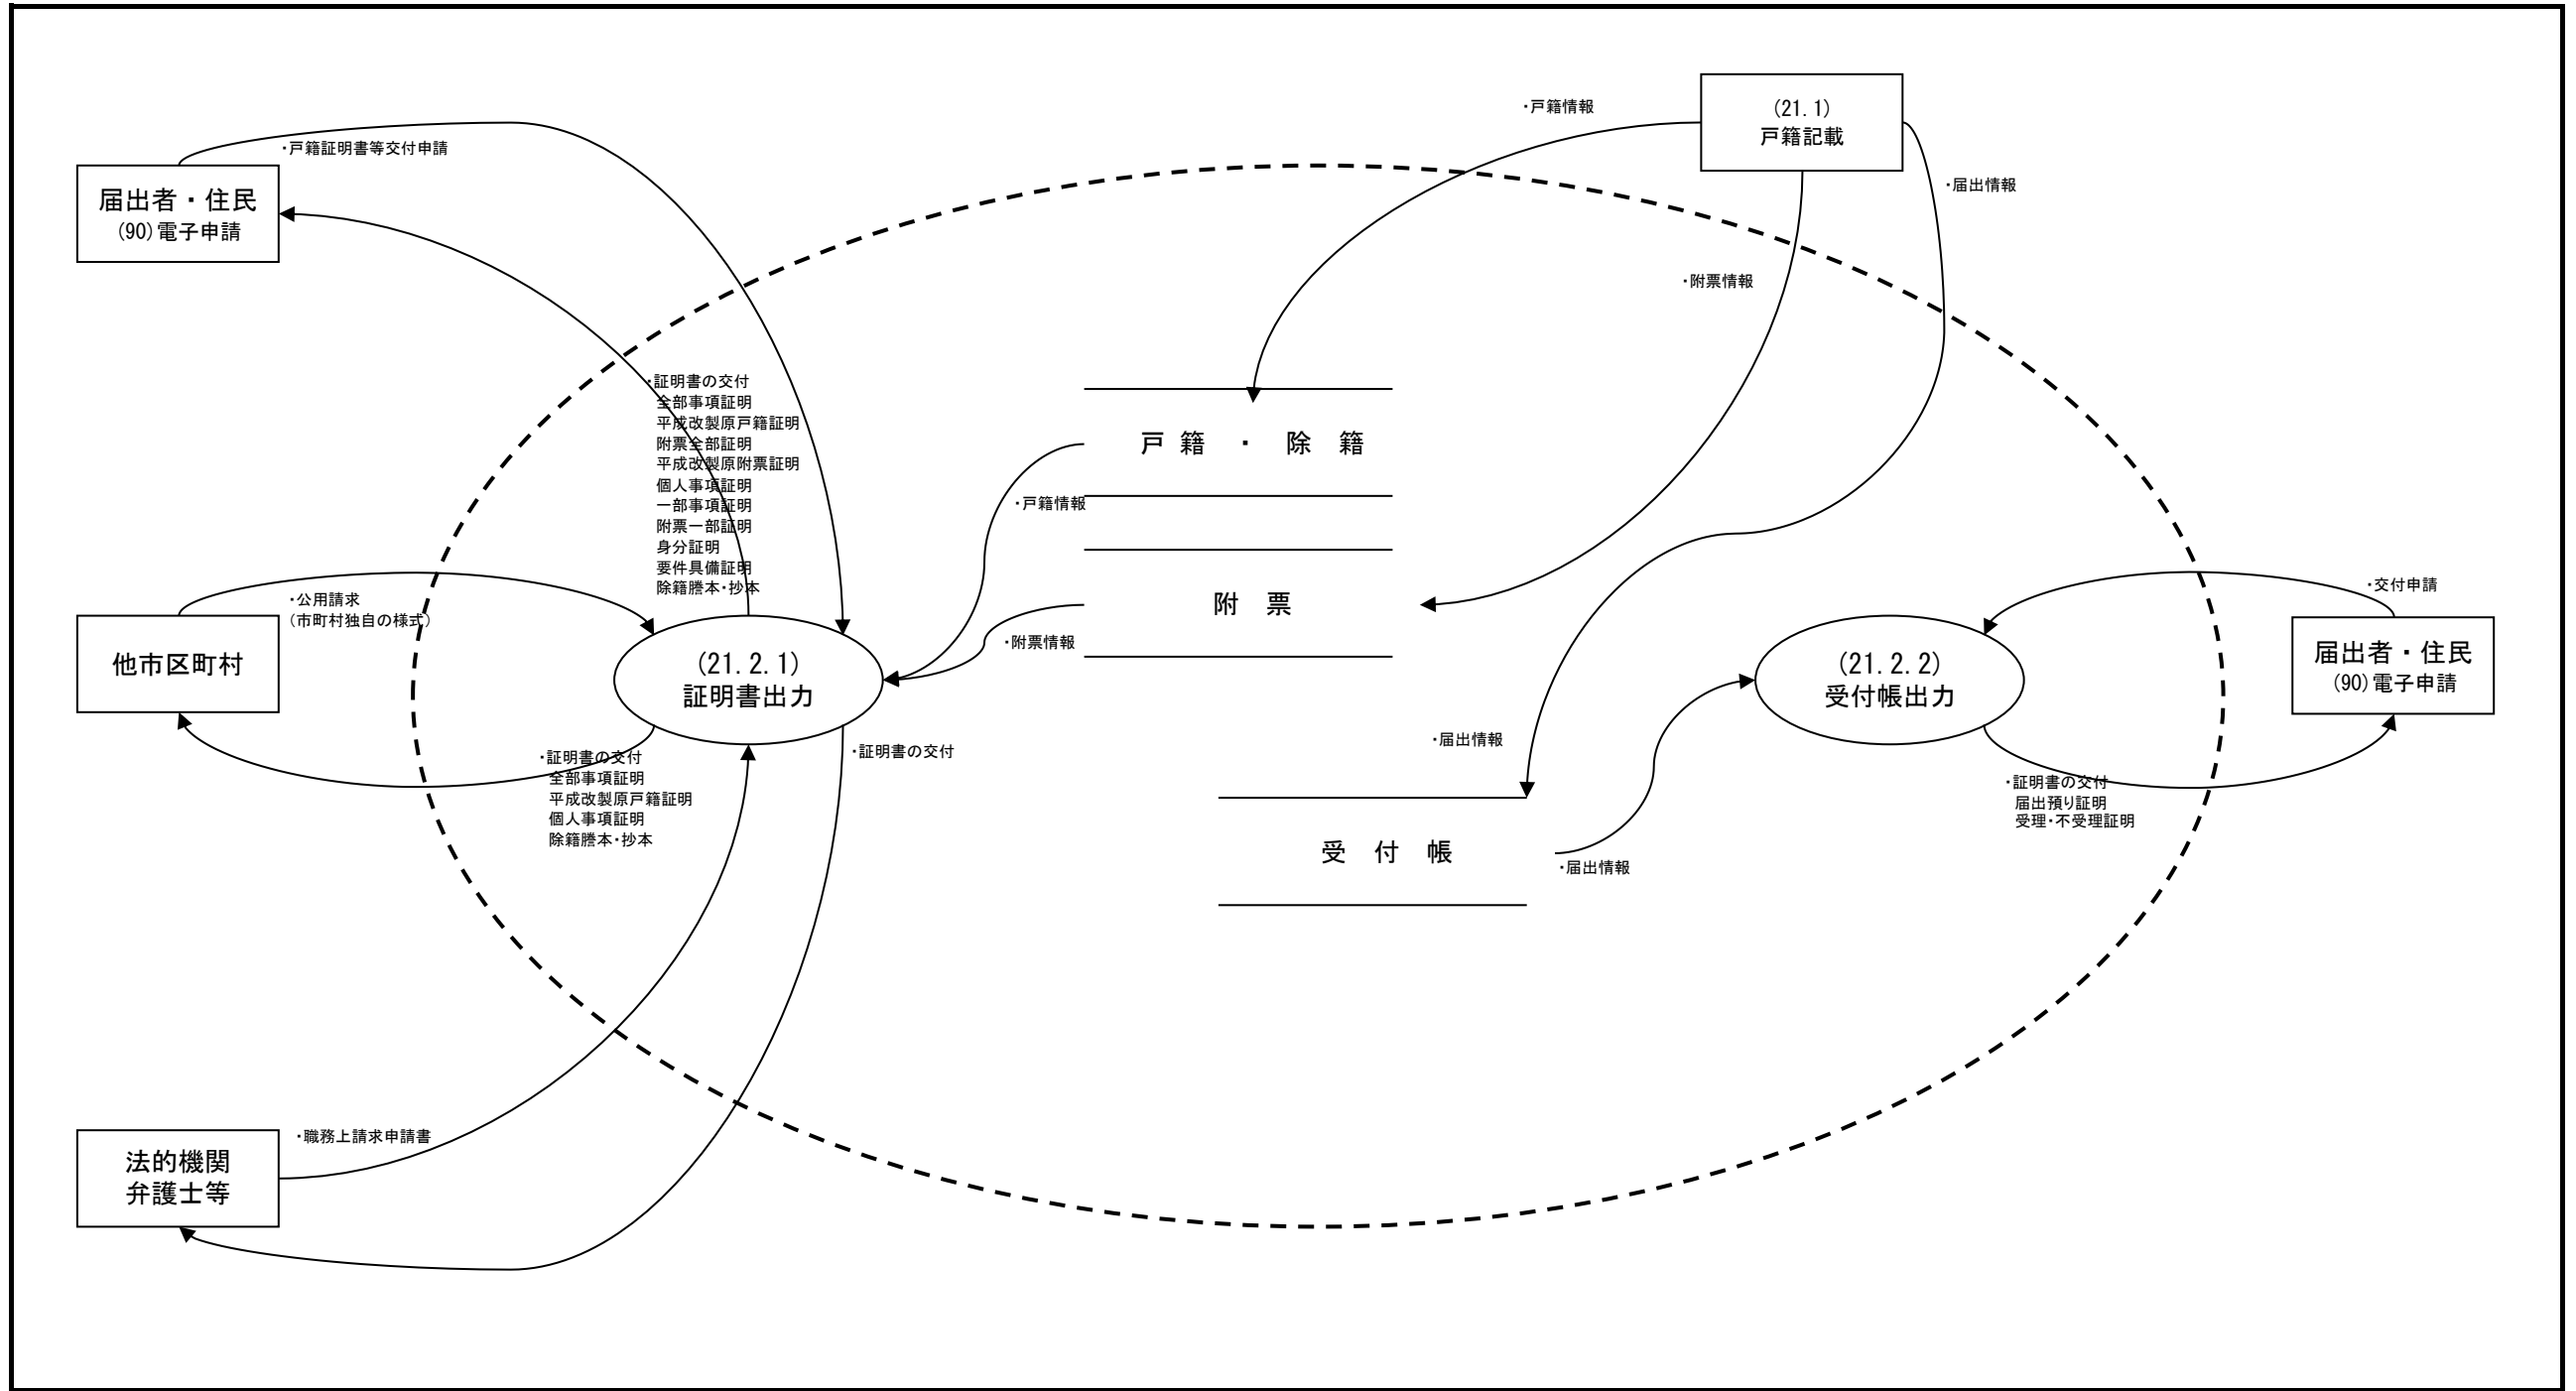 ・戸籍情報
(21.1)
戸籍記載
・戸籍証明書等交付申請
届出者・住民
(90)電子申請
・届出情報
・附票情報
・証明書の交付
全部事項証明
平成改製原戸籍証明
附票全部証明
平成改製原附票証明
個人事項証明
一部事項証明
附票一部証明
身分証明
要件具備証明
除籍謄本・抄本
戸 籍 ・ 除 籍
・戸籍情報
附 票
・附票情報
・公用請求
(市町村独自の様式)
他市区町村
(21.2.1)
証明書出力
・証明書の交付
全部事項証明
平成改製原戸籍証明
個人事項証明
除籍謄本・抄本
・証明書の交付
・届出情報
受 付 帳
・届出情報
(21.2.2)
受付帳出力
・交付申請
届出者・住民
(90)電子申請
・証明書の交付
届出預り証明
受理・不受理証明
・職務上請求申請書
法的機関
弁護士等